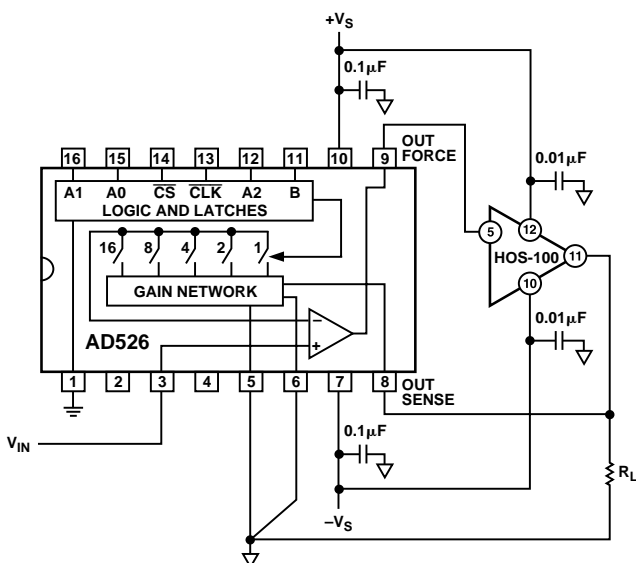 +VS
0.1µF
16 15 14 13 12 11 10 9
OUT
FORCE
A1 A0 CS CLK A2 B
LOGIC AND LATCHES
0.01µF
16 8 4 2 1
5 12 11 10
HOS-100
GAIN NETWORK
–
+
AD526
0.01µF
1 2 3 4 5 6 7 8
OUT
SENSE
VIN
0.1µF
RL
–VS